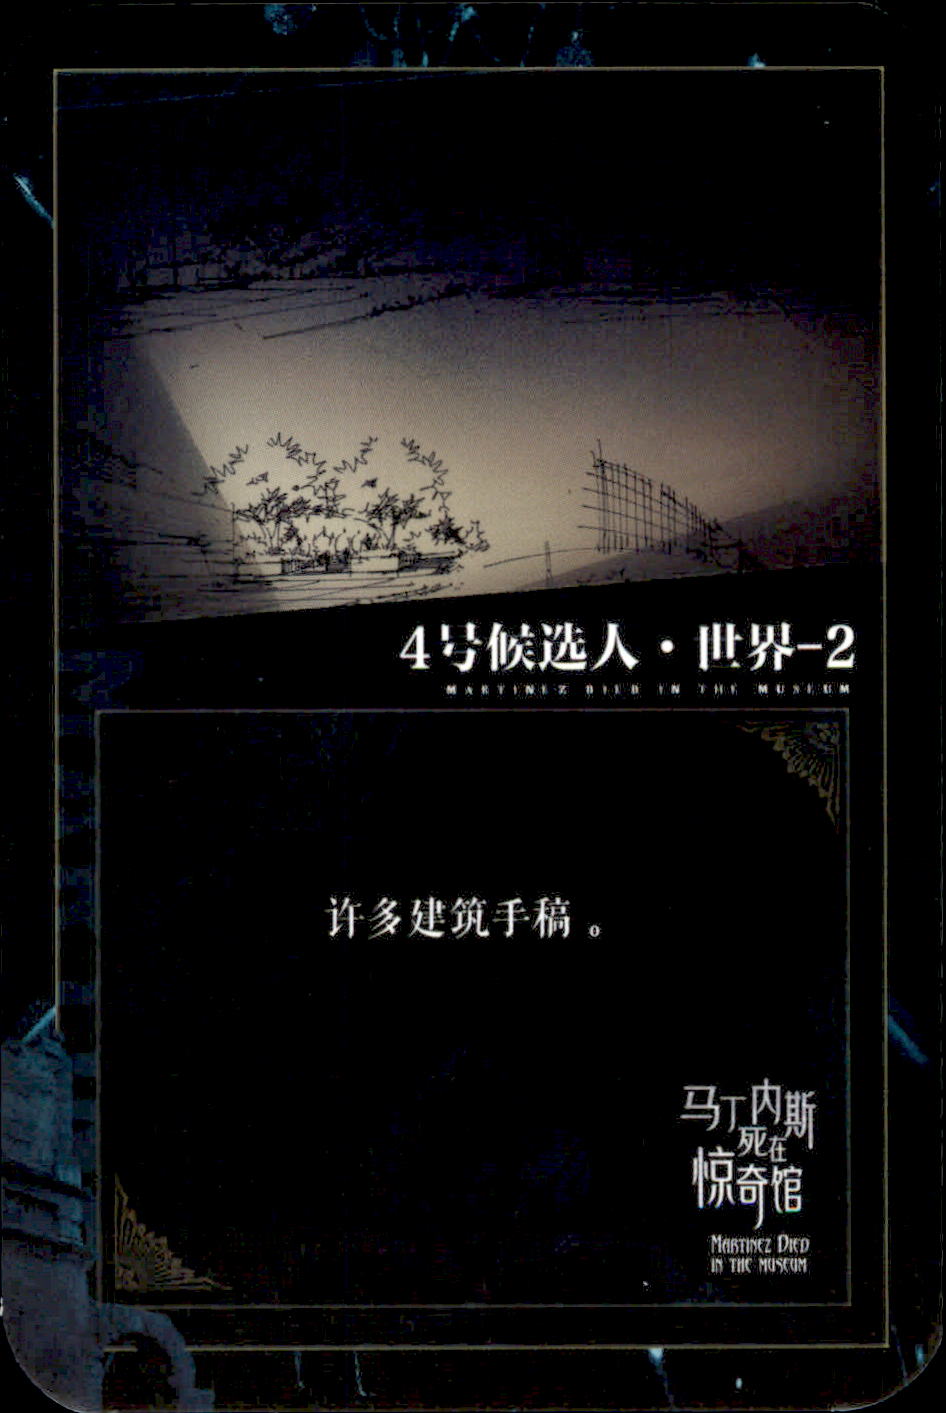 4号候选人·世界-2
MARTINEZ DIED IN THE MUSEUM
许多建筑手稿。
马丁内斯
死在
惊奇馆
MARTINEZ DIED
IN THE MUSEUM